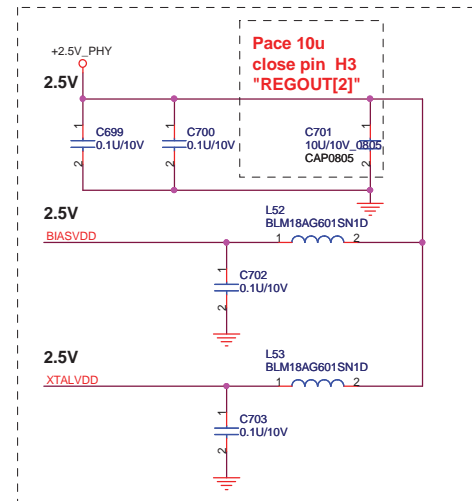 +2.5V_PHY
2.5V
Pace 10u
close pin H3
"REGOUT[2]"
1
C699
0.1U/10V
2
1
C700
0.1U/10V
2
1
C701
10U/10V_0805
CAP0805
2
2.5V
BIASVDD
L52
BLM18AG601SN1D
1
2
1
C702
0.1U/10V
2
2.5V
XTALVDD
L53
BLM18AG601SN1D
1
2
1
C703
0.1U/10V
2